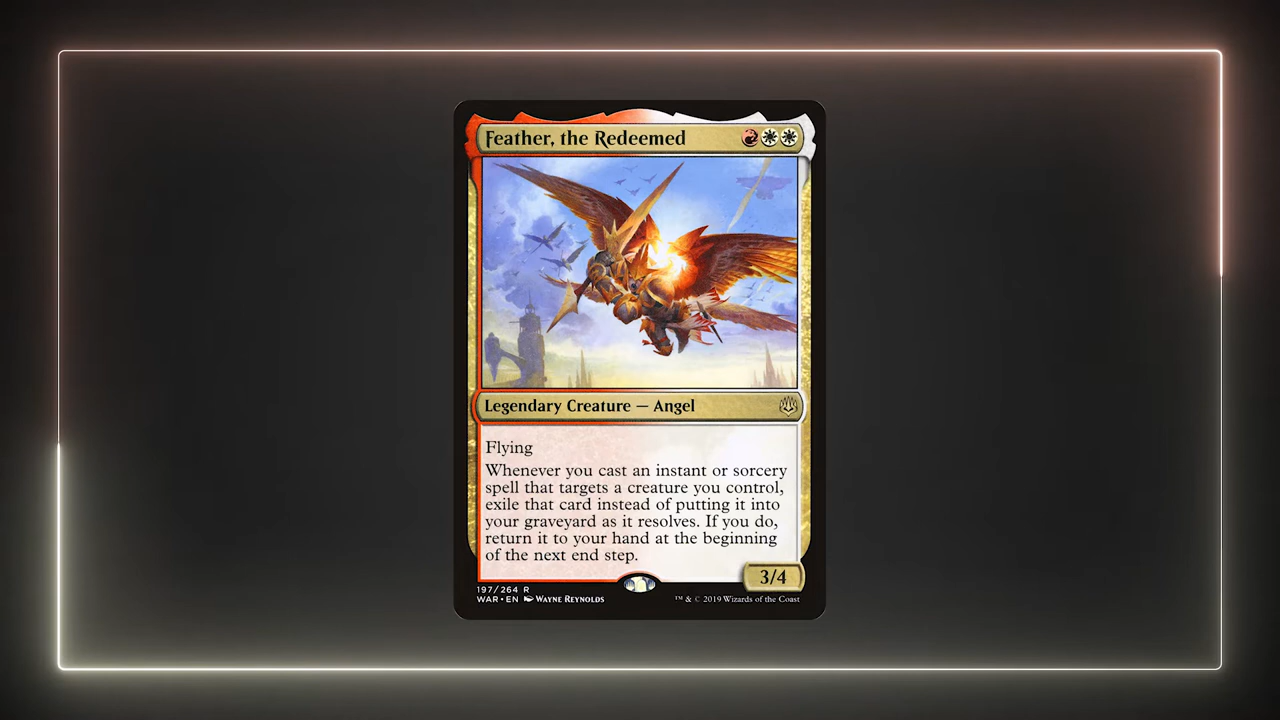 Feather, the Redeemed
Legendary Creature — Angel
Flying
Whenever you cast an instant or sorcery
spell that targets a creature you control,
exile that card instead of putting it into
your graveyard as it resolves. If you do,
return it to your hand at the beginning
of the next end step.
3/4
197/264 R
WAR • EN Wayne Reynolds
™ & © 2019 Wizards of the Coast